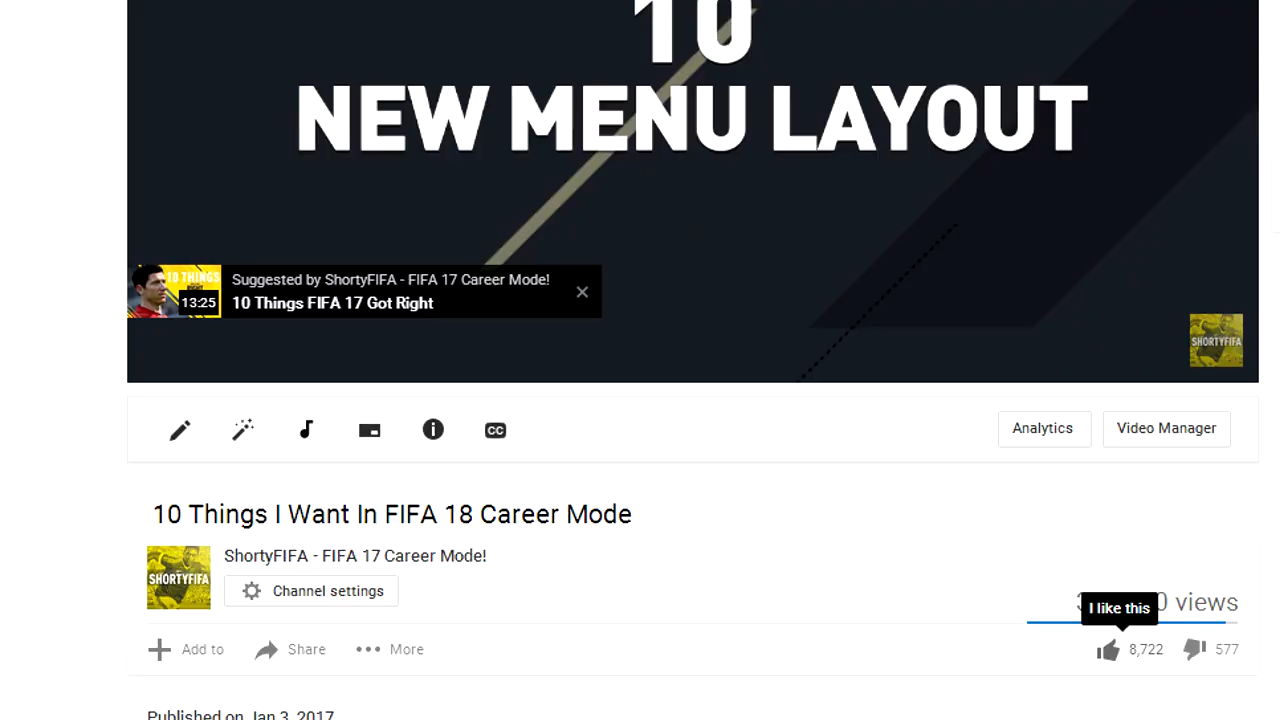 10
NEW MENU LAYOUT
10 THINGS
RIGHT
13:25
Suggested by ShortyFIFA - FIFA 17 Career Mode!
10 Things FIFA 17 Got Right
SHORTYFIFA
CC
Analytics
Video Manager
10 Things I Want In FIFA 18 Career Mode
SHORTYFIFA
ShortyFIFA - FIFA 17 Career Mode!
Channel settings
I like this
views
Add to
Share
More
8,722
577
Published on Jan 3, 2017